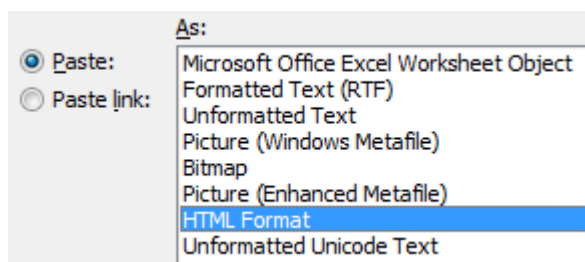 As:
Paste:
Paste link:
Microsoft Office Excel Worksheet Object
Formatted Text (RTF)
Unformatted Text
Picture (Windows Metafile)
Bitmap
Picture (Enhanced Metafile)
HTML Format
Unformatted Unicode Text